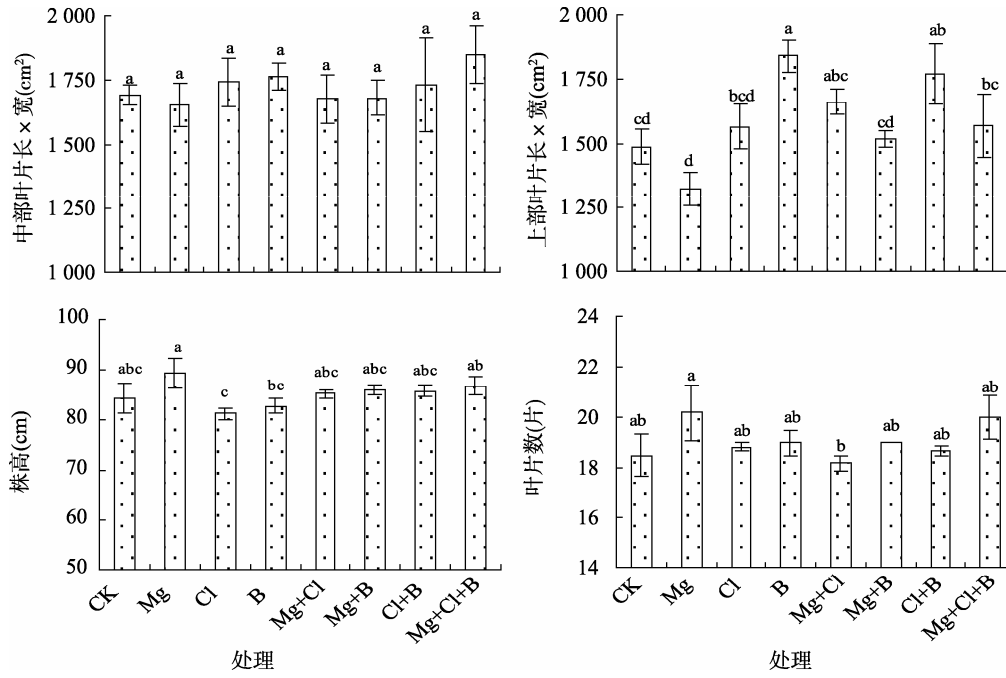 中部叶片长×宽(cm²)
2 000
1 750
1 500
1 250
1 000
a
a
a
a
a
a
a
a
上部叶片长×宽(cm²)
2 000
1 750
1 500
1 250
1 000
cd
d
bcd
a
abc
cd
ab
bc
株高(cm)
100
90
80
70
60
50
abc
a
c
bc
abc
abc
abc
ab
CK
Mg
Cl
B
Mg+Cl
Mg+B
Cl+B
Mg+Cl+B
处理
叶片数(片)
24
22
20
18
16
14
ab
a
ab
ab
b
ab
ab
ab
CK
Mg
Cl
B
Mg+Cl
Mg+B
Cl+B
Mg+Cl+B
处理